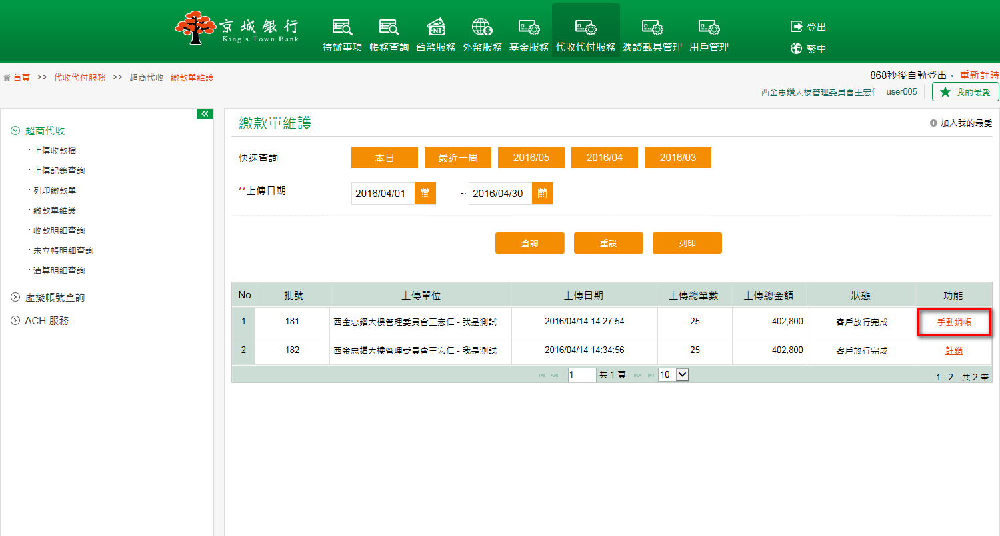 京城銀行
King's Town Bank
待辦事項 帳務查詢 台幣服務 外幣服務 基金服務 代收代付服務 憑證載具管理 用戶管理
登出
繁中
首頁 >> 代收代付服務 >> 超商代收 繳款單維護
868秒後自動登出， 重新計時
西金忠鑽大樓管理委員會王宏仁 user005 我的最愛
超商代收
‧上傳收款檔
‧上傳記錄查詢
‧列印繳款單
‧繳款單維護
‧收款明細查詢
‧未立帳明細查詢
‧清算明細查詢
虛擬帳號查詢
ACH 服務
繳款單維護
加入我的最愛
快速查詢 本日 最近一周 2016/05 2016/04 2016/03
**上傳日期 2016/04/01 ~ 2016/04/30
查詢 重設 列印
No 批號 上傳單位 上傳日期 上傳總筆數 上傳總金額 狀態 功能
1 181 西金忠鑽大樓管理委員會王宏仁 - 我是測試 2016/04/14 14:27:54 25 402,800 客戶放行完成 手動銷帳
2 182 西金忠鑽大樓管理委員會王宏仁 - 我是測試 2016/04/14 14:34:56 25 402,800 客戶放行完成 註銷
1 共 1 頁 10 1 - 2 共 2 筆